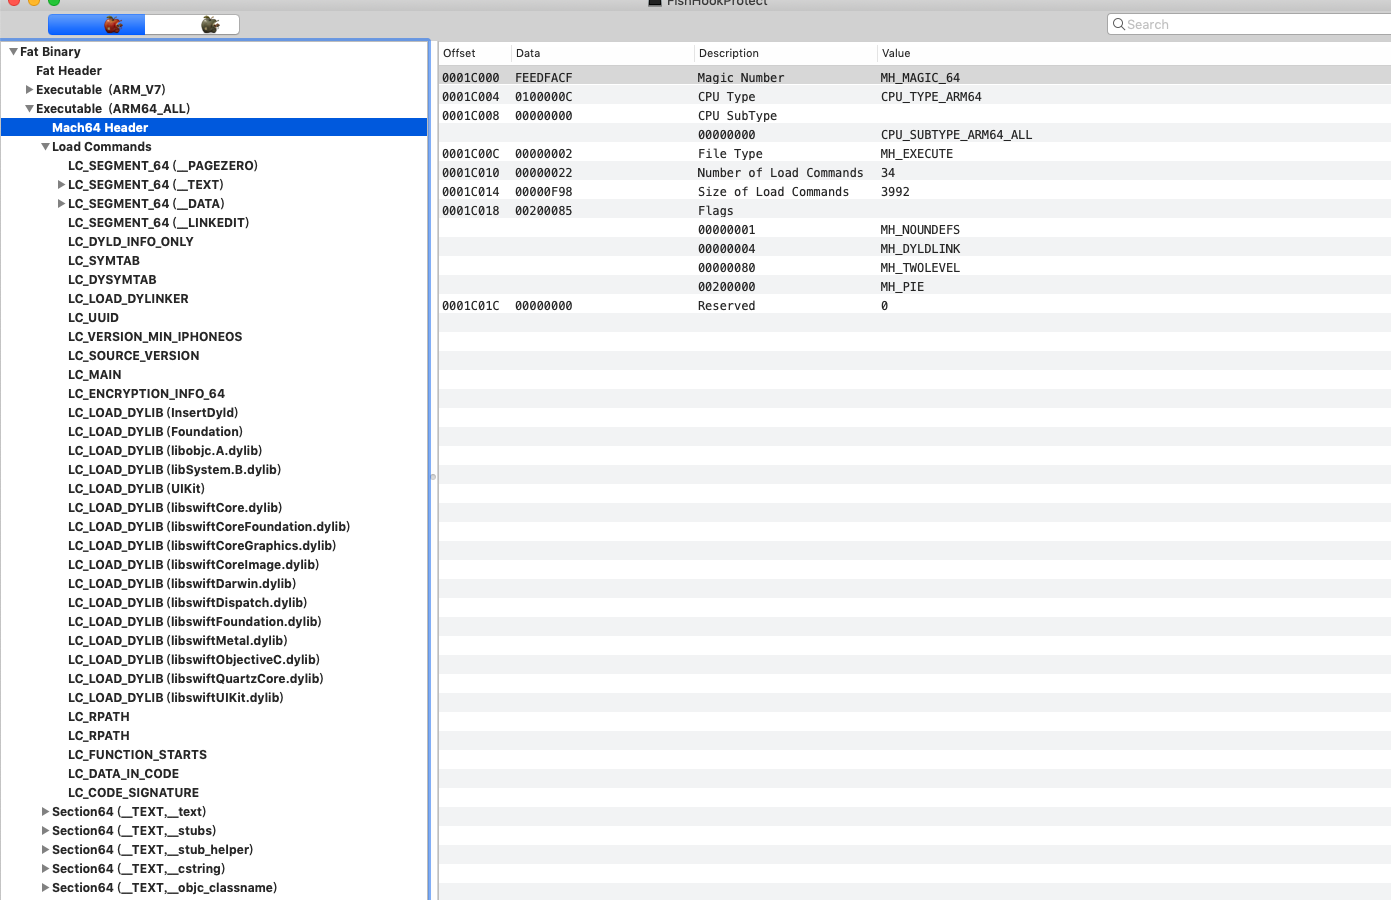 FishHookProtect
Search
Fat Binary
Fat Header
Executable (ARM_V7)
Executable (ARM64_ALL)
Mach64 Header
Load Commands
LC_SEGMENT_64 (__PAGEZERO)
LC_SEGMENT_64 (__TEXT)
LC_SEGMENT_64 (__DATA)
LC_SEGMENT_64 (__LINKEDIT)
LC_DYLD_INFO_ONLY
LC_SYMTAB
LC_DYSYMTAB
LC_LOAD_DYLINKER
LC_UUID
LC_VERSION_MIN_IPHONEOS
LC_SOURCE_VERSION
LC_MAIN
LC_ENCRYPTION_INFO_64
LC_LOAD_DYLIB (InsertDyld)
LC_LOAD_DYLIB (Foundation)
LC_LOAD_DYLIB (libobjc.A.dylib)
LC_LOAD_DYLIB (libSystem.B.dylib)
LC_LOAD_DYLIB (UIKit)
LC_LOAD_DYLIB (libswiftCore.dylib)
LC_LOAD_DYLIB (libswiftCoreFoundation.dylib)
LC_LOAD_DYLIB (libswiftCoreGraphics.dylib)
LC_LOAD_DYLIB (libswiftCoreImage.dylib)
LC_LOAD_DYLIB (libswiftDarwin.dylib)
LC_LOAD_DYLIB (libswiftDispatch.dylib)
LC_LOAD_DYLIB (libswiftFoundation.dylib)
LC_LOAD_DYLIB (libswiftMetal.dylib)
LC_LOAD_DYLIB (libswiftObjectiveC.dylib)
LC_LOAD_DYLIB (libswiftQuartzCore.dylib)
LC_LOAD_DYLIB (libswiftUIKit.dylib)
LC_RPATH
LC_RPATH
LC_FUNCTION_STARTS
LC_DATA_IN_CODE
LC_CODE_SIGNATURE
Section64 (__TEXT,__text)
Section64 (__TEXT,__stubs)
Section64 (__TEXT,__stub_helper)
Section64 (__TEXT,__cstring)
Section64 (__TEXT,__objc_classname)
Offset Data Description Value
0001C000 FEEDFACF Magic Number MH_MAGIC_64
0001C004 0100000C CPU Type CPU_TYPE_ARM64
0001C008 00000000 CPU SubType
00000000 CPU_SUBTYPE_ARM64_ALL
0001C00C 00000002 File Type MH_EXECUTE
0001C010 00000022 Number of Load Commands 34
0001C014 00000F98 Size of Load Commands 3992
0001C018 00200085 Flags
00000001 MH_NOUNDEFS
00000004 MH_DYLDLINK
00000080 MH_TWOLEVEL
00200000 MH_PIE
0001C01C 00000000 Reserved 0